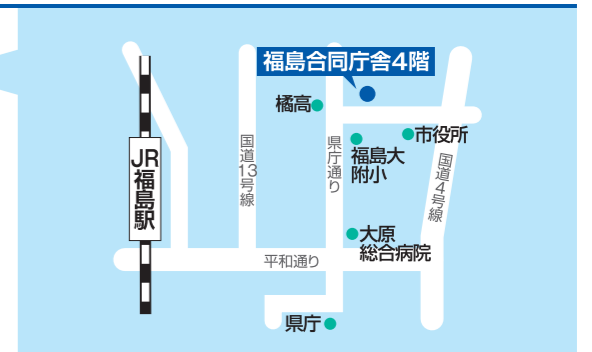 福島合同庁舎4階
橘高
市役所
国道13号線
県庁通り
福島大
附小
国道4号線
JR福島駅
大原
総合病院
平和通り
県庁